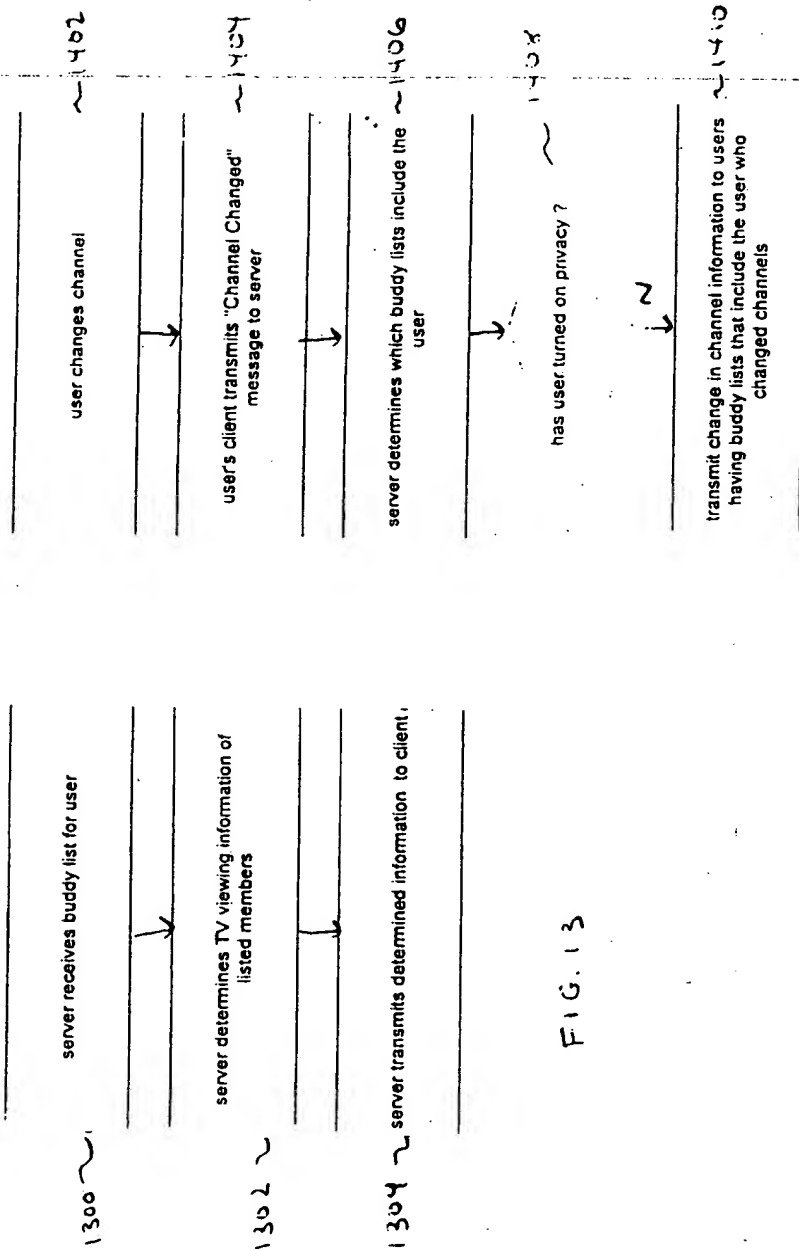 1300
server receives buddy list for user
1302
server determines TV viewing information of
listed members
1304
server transmits determined information to client
FIG. 13
user changes channel
1402
user's client transmits "Channel Changed"
message to server
1404
server determines which buddy lists include the
user
1406
has user turned on privacy ?
1408
N
transmit change in channel information to users
having buddy lists that include the user who
changed channels
1410